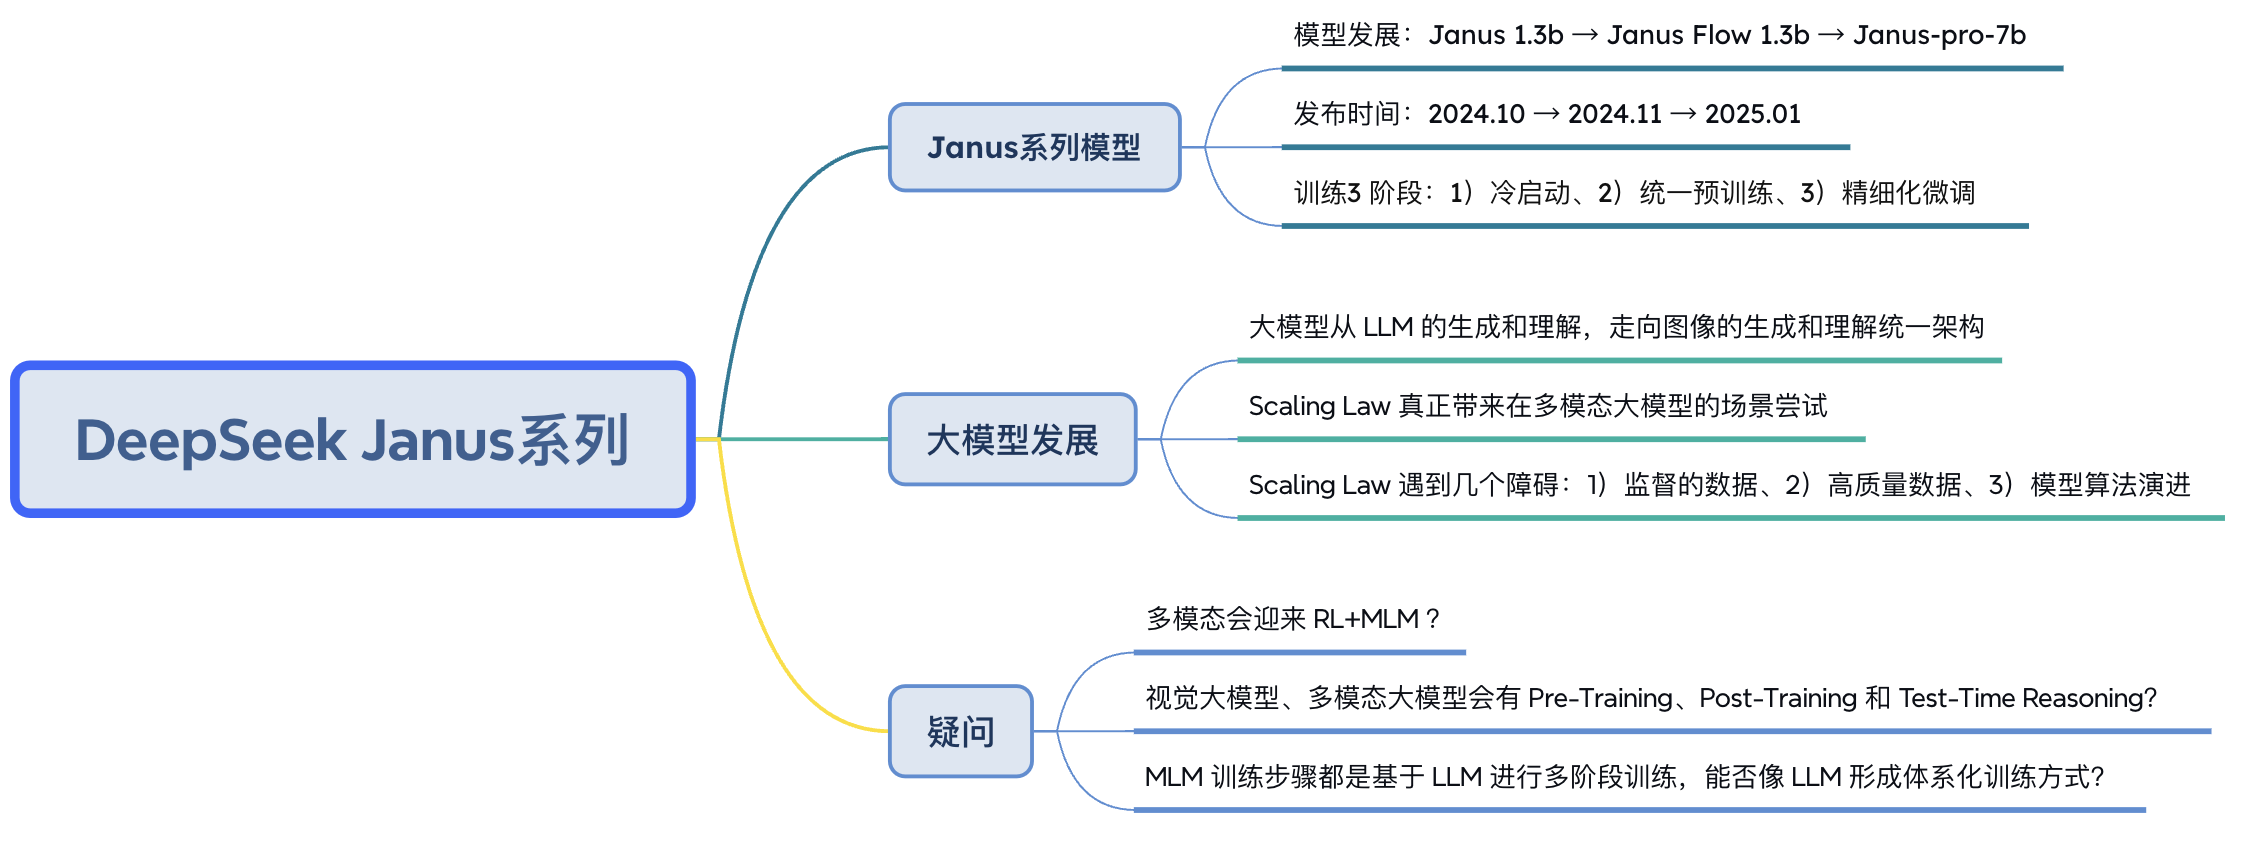 模型发展：Janus 1.3b → Janus Flow 1.3b → Janus-pro-7b
发布时间：2024.10 → 2024.11 → 2025.01
Janus系列模型
训练3 阶段：1）冷启动、2）统一预训练、3）精细化微调
大模型从 LLM 的生成和理解，走向图像的生成和理解统一架构
Scaling Law 真正带来在多模态大模型的场景尝试
DeepSeek Janus系列
大模型发展
Scaling Law 遇到几个障碍：1）监督的数据、2）高质量数据、3）模型算法演进
多模态会迎来 RL+MLM ?
视觉大模型、多模态大模型会有 Pre-Training、Post-Training 和 Test-Time Reasoning?
疑问
MLM 训练步骤都是基于 LLM 进行多阶段训练，能否像 LLM 形成体系化训练方式?